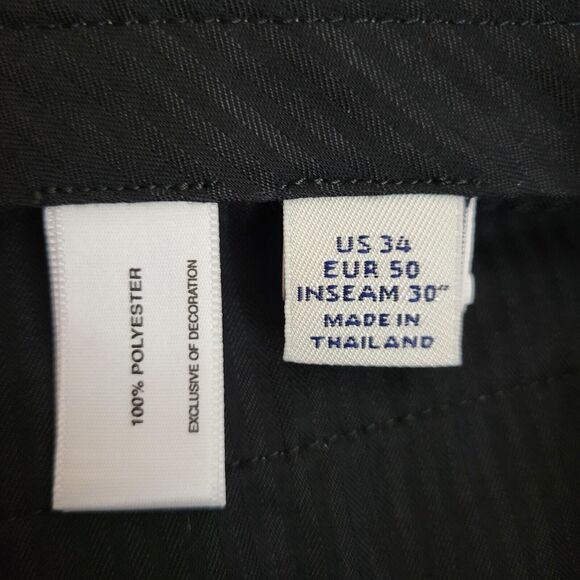 100% POLYESTER
EXCLUSIVE OF DECORATION
US 34
EUR 50
INSEAM 30"
MADE IN
THAILAND